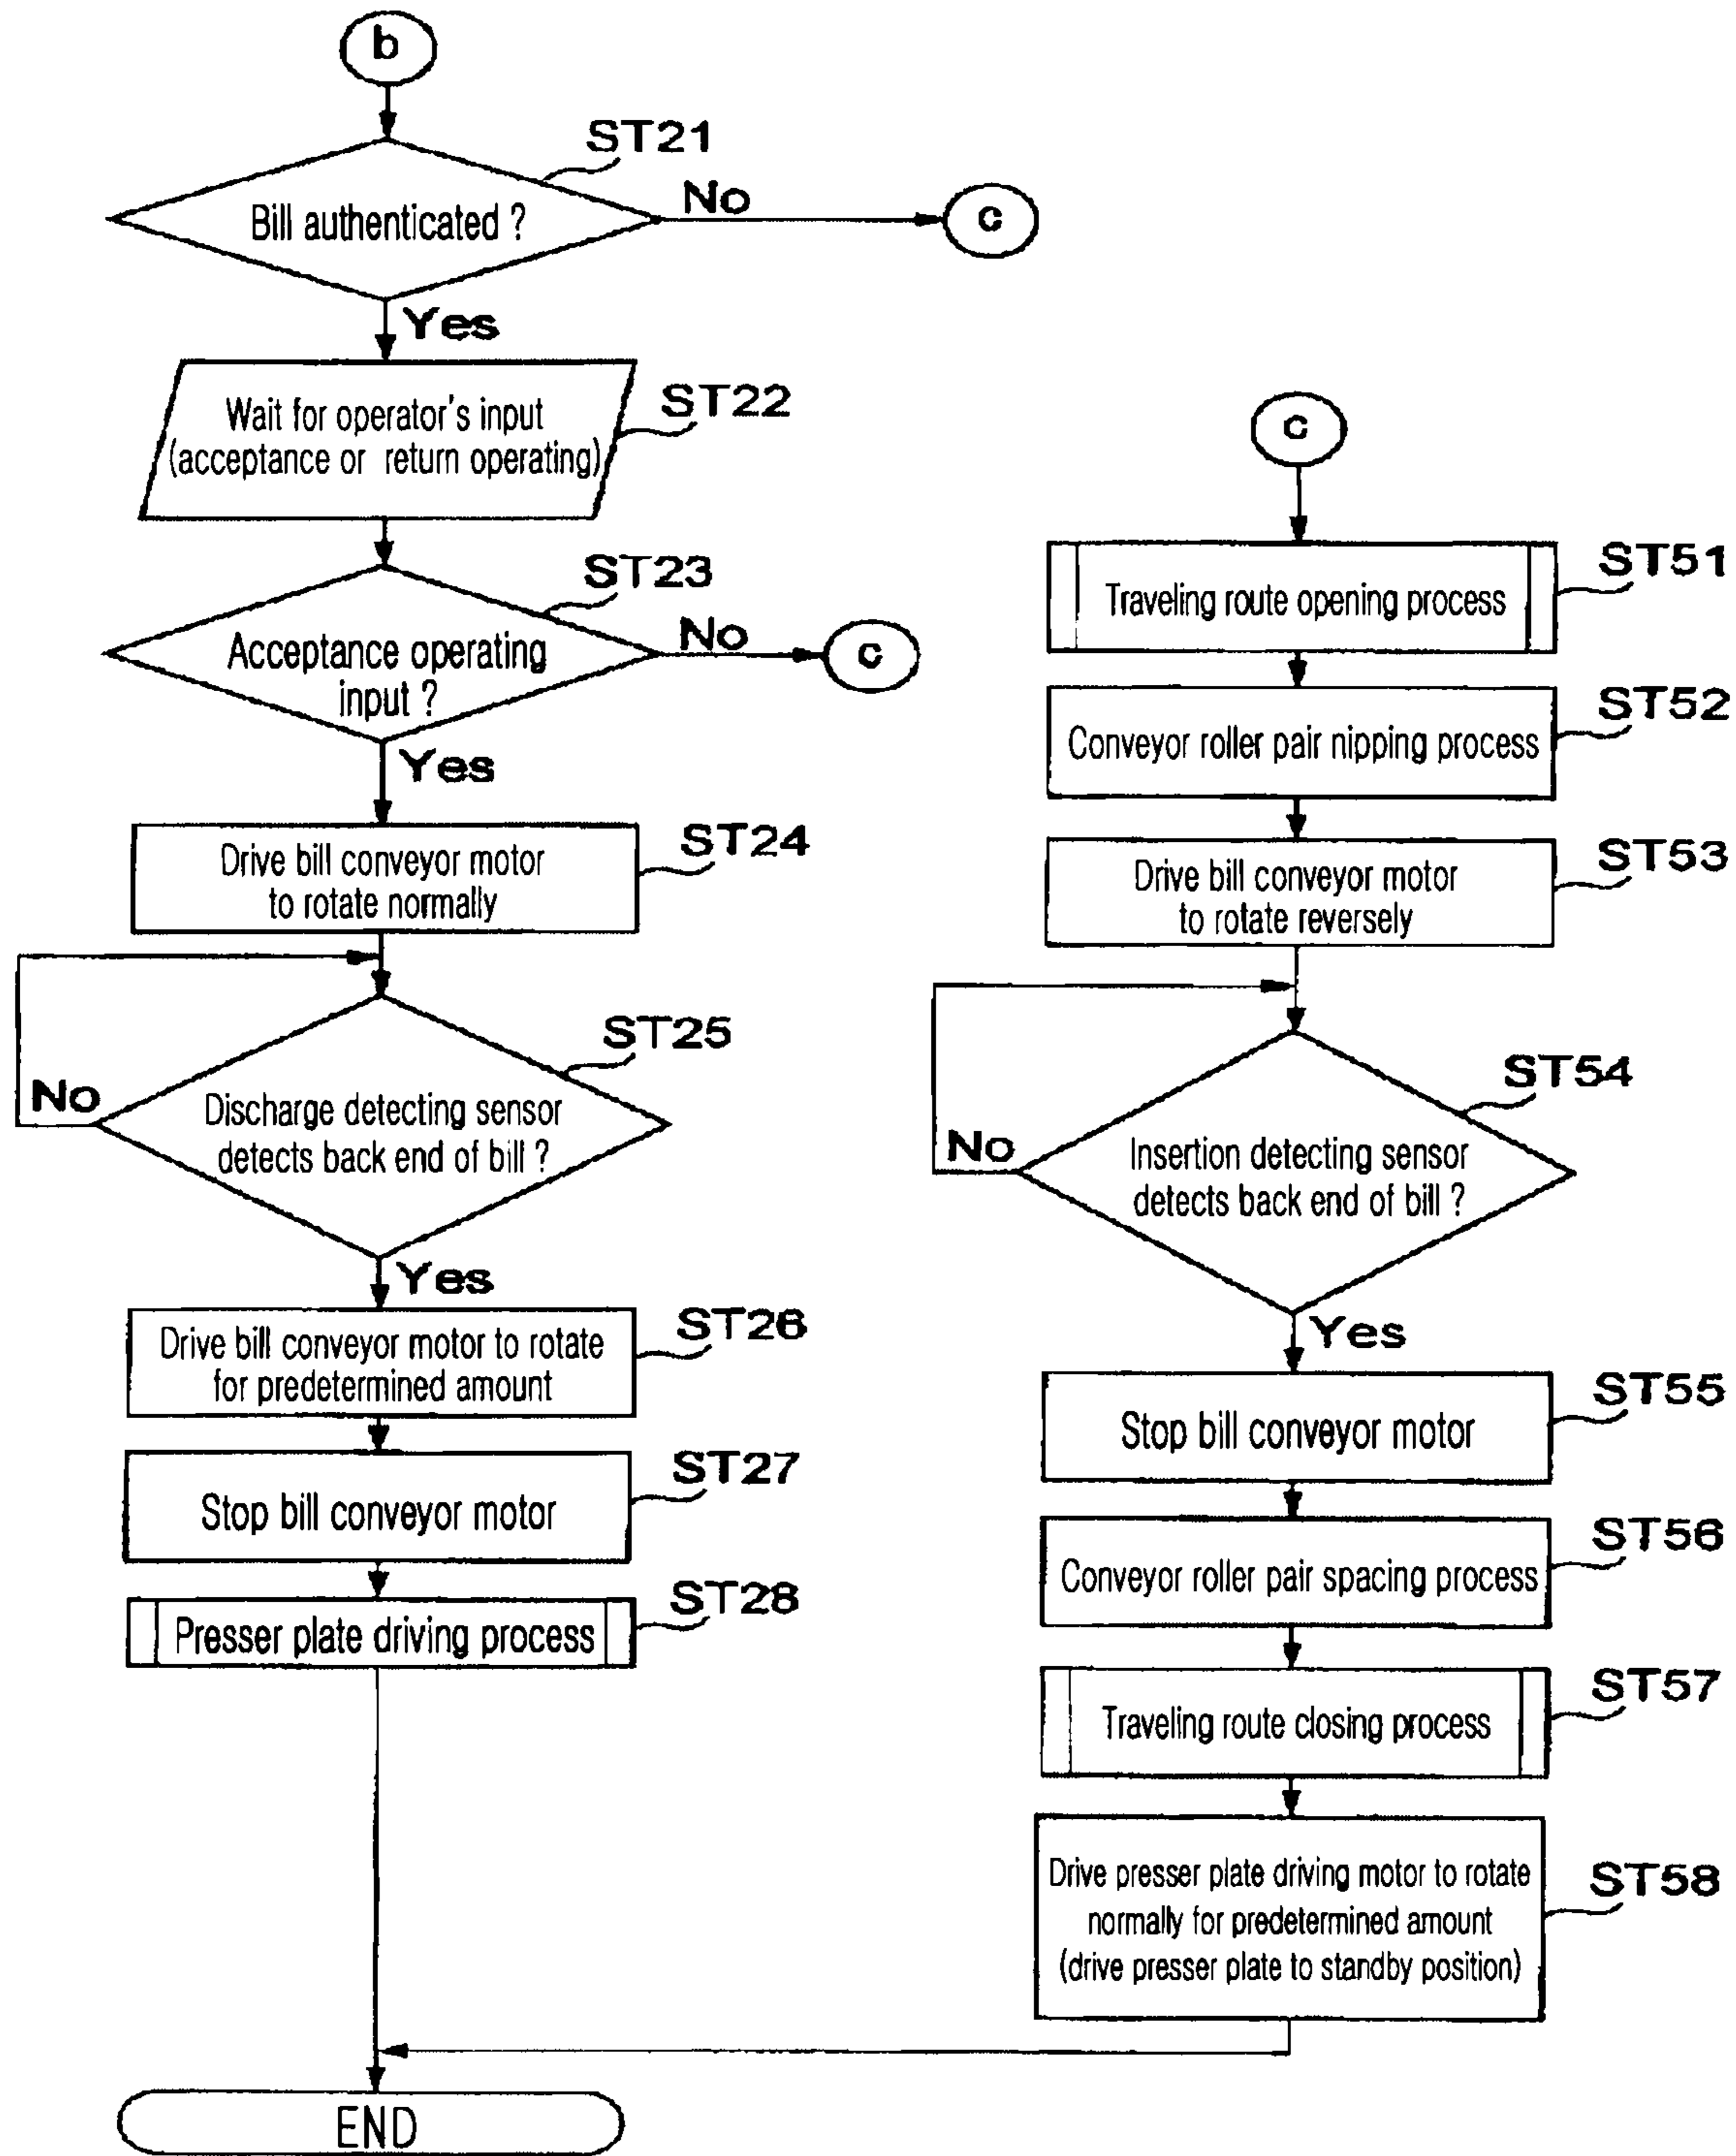 b
ST21
Bill authenticated ?
No
c
Yes
Wait for operator's input
(acceptance or return operating)
ST22
ST23
Acceptance operating
input ?
No
c
Yes
Drive bill conveyor motor
to rotate normally
ST24
ST25
Discharge detecting sensor
detects back end of bill ?
No
Yes
Drive bill conveyor motor to rotate
for predetermined amount
ST26
Stop bill conveyor motor
ST27
Presser plate driving process
ST28
c
Traveling route opening process
ST51
Conveyor roller pair nipping process
ST52
Drive bill conveyor motor
to rotate reversely
ST53
ST54
Insertion detecting sensor
detects back end of bill ?
No
Yes
Stop bill conveyor motor
ST55
Conveyor roller pair spacing process
ST56
Traveling route closing process
ST57
Drive presser plate driving motor to rotate
normally for predetermined amount
(drive presser plate to standby position)
ST58
END